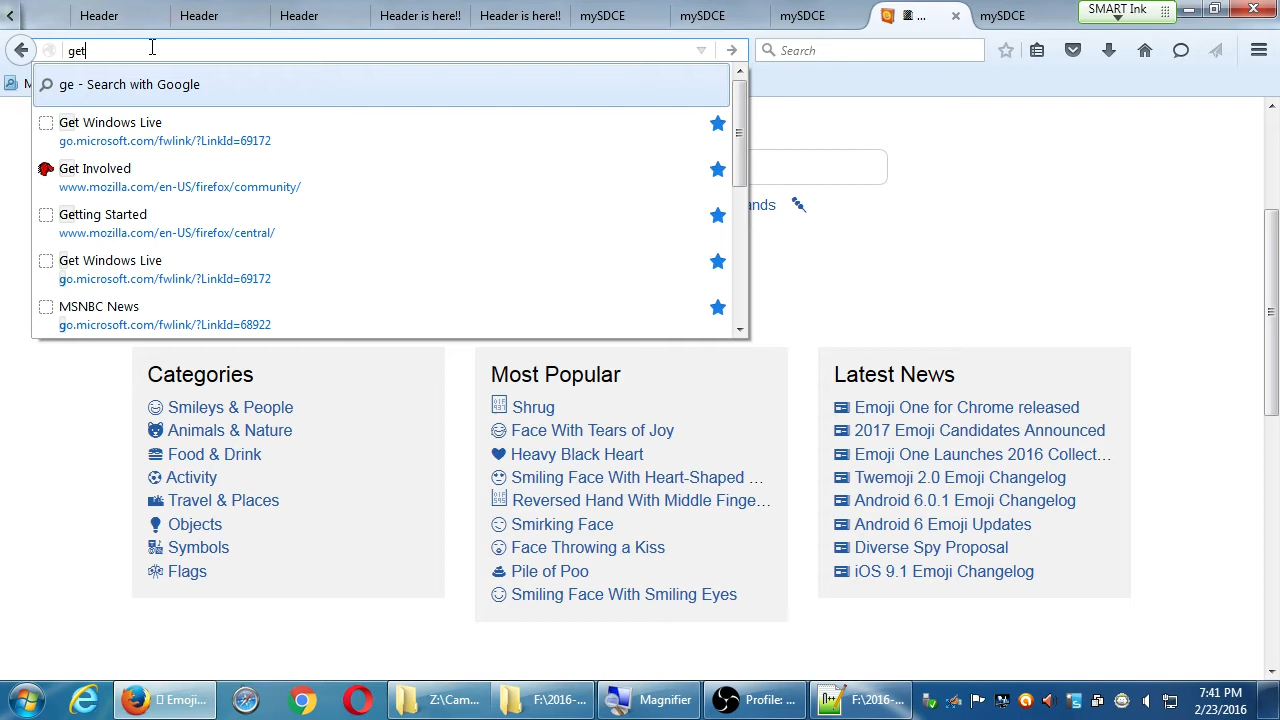 Header
Header
Header
Header is here!!
Header is here!!
mySDCE
mySDCE
mySDCE
...
mySDCE
SMART Ink
get
Search
ge - Search with Google
Get Windows Live
go.microsoft.com/fwlink/?LinkId=69172
Get Involved
www.mozilla.com/en-US/firefox/community/
Getting Started
www.mozilla.com/en-US/firefox/central/
Get Windows Live
go.microsoft.com/fwlink/?LinkId=69172
MSNBC News
go.microsoft.com/fwlink/?LinkId=68922
ands
Categories
Smileys & People
Animals & Nature
Food & Drink
Activity
Travel & Places
Objects
Symbols
Flags
Most Popular
Shrug
Face With Tears of Joy
Heavy Black Heart
Smiling Face With Heart-Shaped ...
Reversed Hand With Middle Finge...
Smirking Face
Face Throwing a Kiss
Pile of Poo
Smiling Face With Smiling Eyes
Latest News
Emoji One for Chrome released
2017 Emoji Candidates Announced
Emoji One Launches 2016 Collect...
Twemoji 2.0 Emoji Changelog
Android 6.0.1 Emoji Changelog
Android 6 Emoji Updates
Diverse Spy Proposal
iOS 9.1 Emoji Changelog
Emoji...
Z:\Cam...
F:\2016-...
Magnifier
Profile: ...
F:\2016-...
7:41 PM
2/23/2016